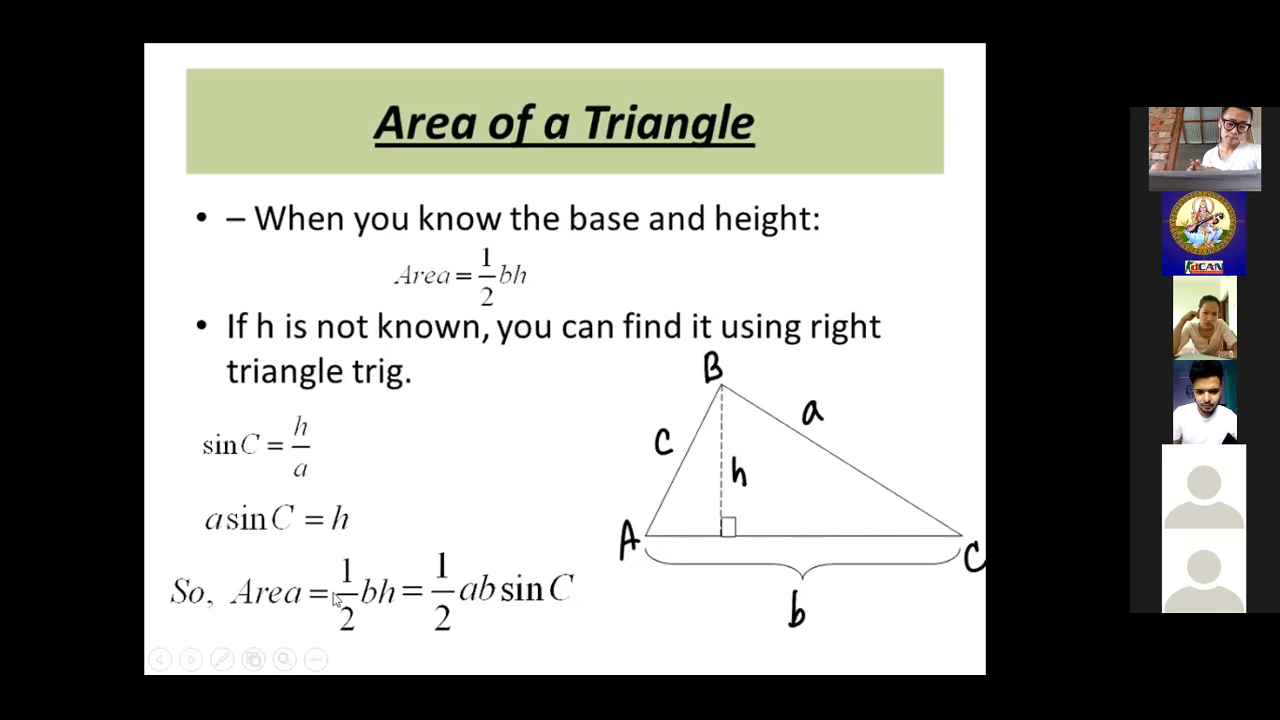 Area of a Triangle
• – When you know the base and height:
Area = 1/2 bh
• If h is not known, you can find it using right
triangle trig.
sin C = h/a
a sin C = h
So, Area = 1/2 bh = 1/2 ab sin C
B
a
c
h
A
C
b
dCAN